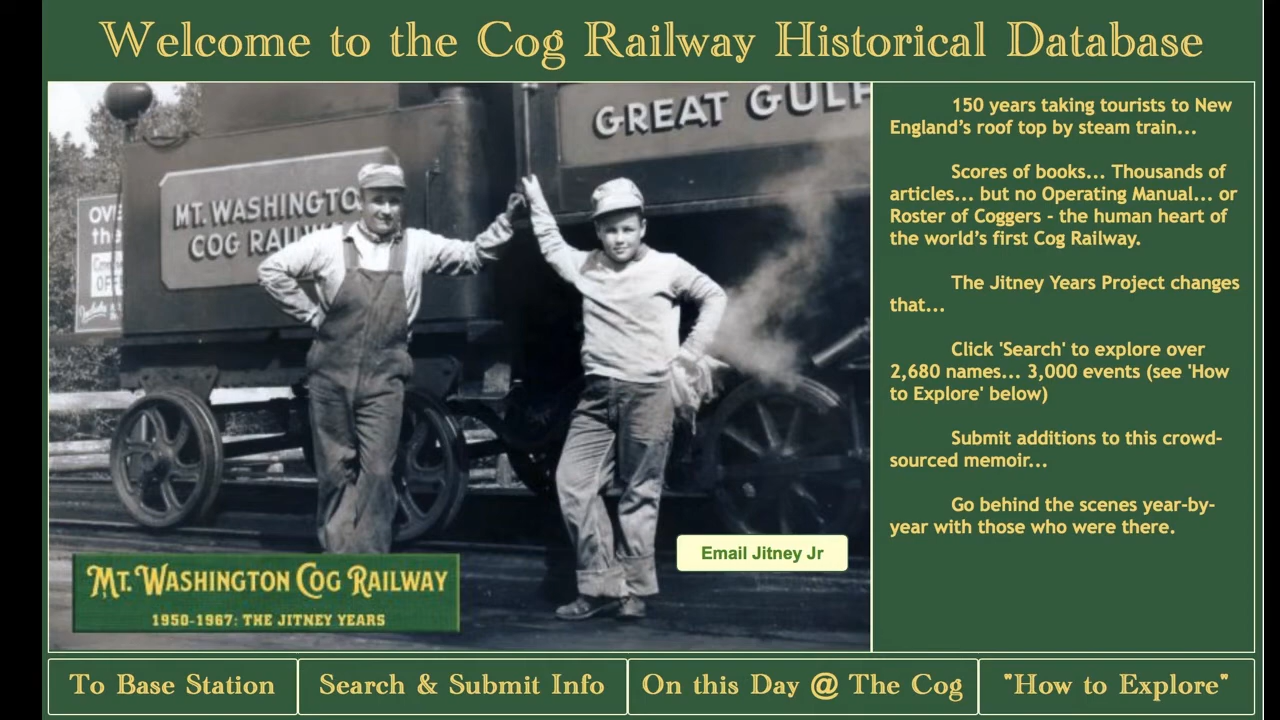 Welcome to the Cog Railway Historical Database
GREAT GULF
MT. WASHINGTO
COG RAILWA
OVE
the
OFF
150 years taking tourists to New
England’s roof top by steam train...
Scores of books... Thousands of
articles... but no Operating Manual... or
Roster of Coggers - the human heart of
the world’s first Cog Railway.
The Jitney Years Project changes
that...
Click 'Search' to explore over
2,680 names... 3,000 events (see 'How
to Explore' below)
Submit additions to this crowd-
sourced memoir...
Go behind the scenes year-by-
year with those who were there.
Email Jitney Jr
Mt. Washington Cog Railway
1950-1967: THE JITNEY YEARS
To Base Station
Search & Submit Info
On this Day @ The Cog
"How to Explore"